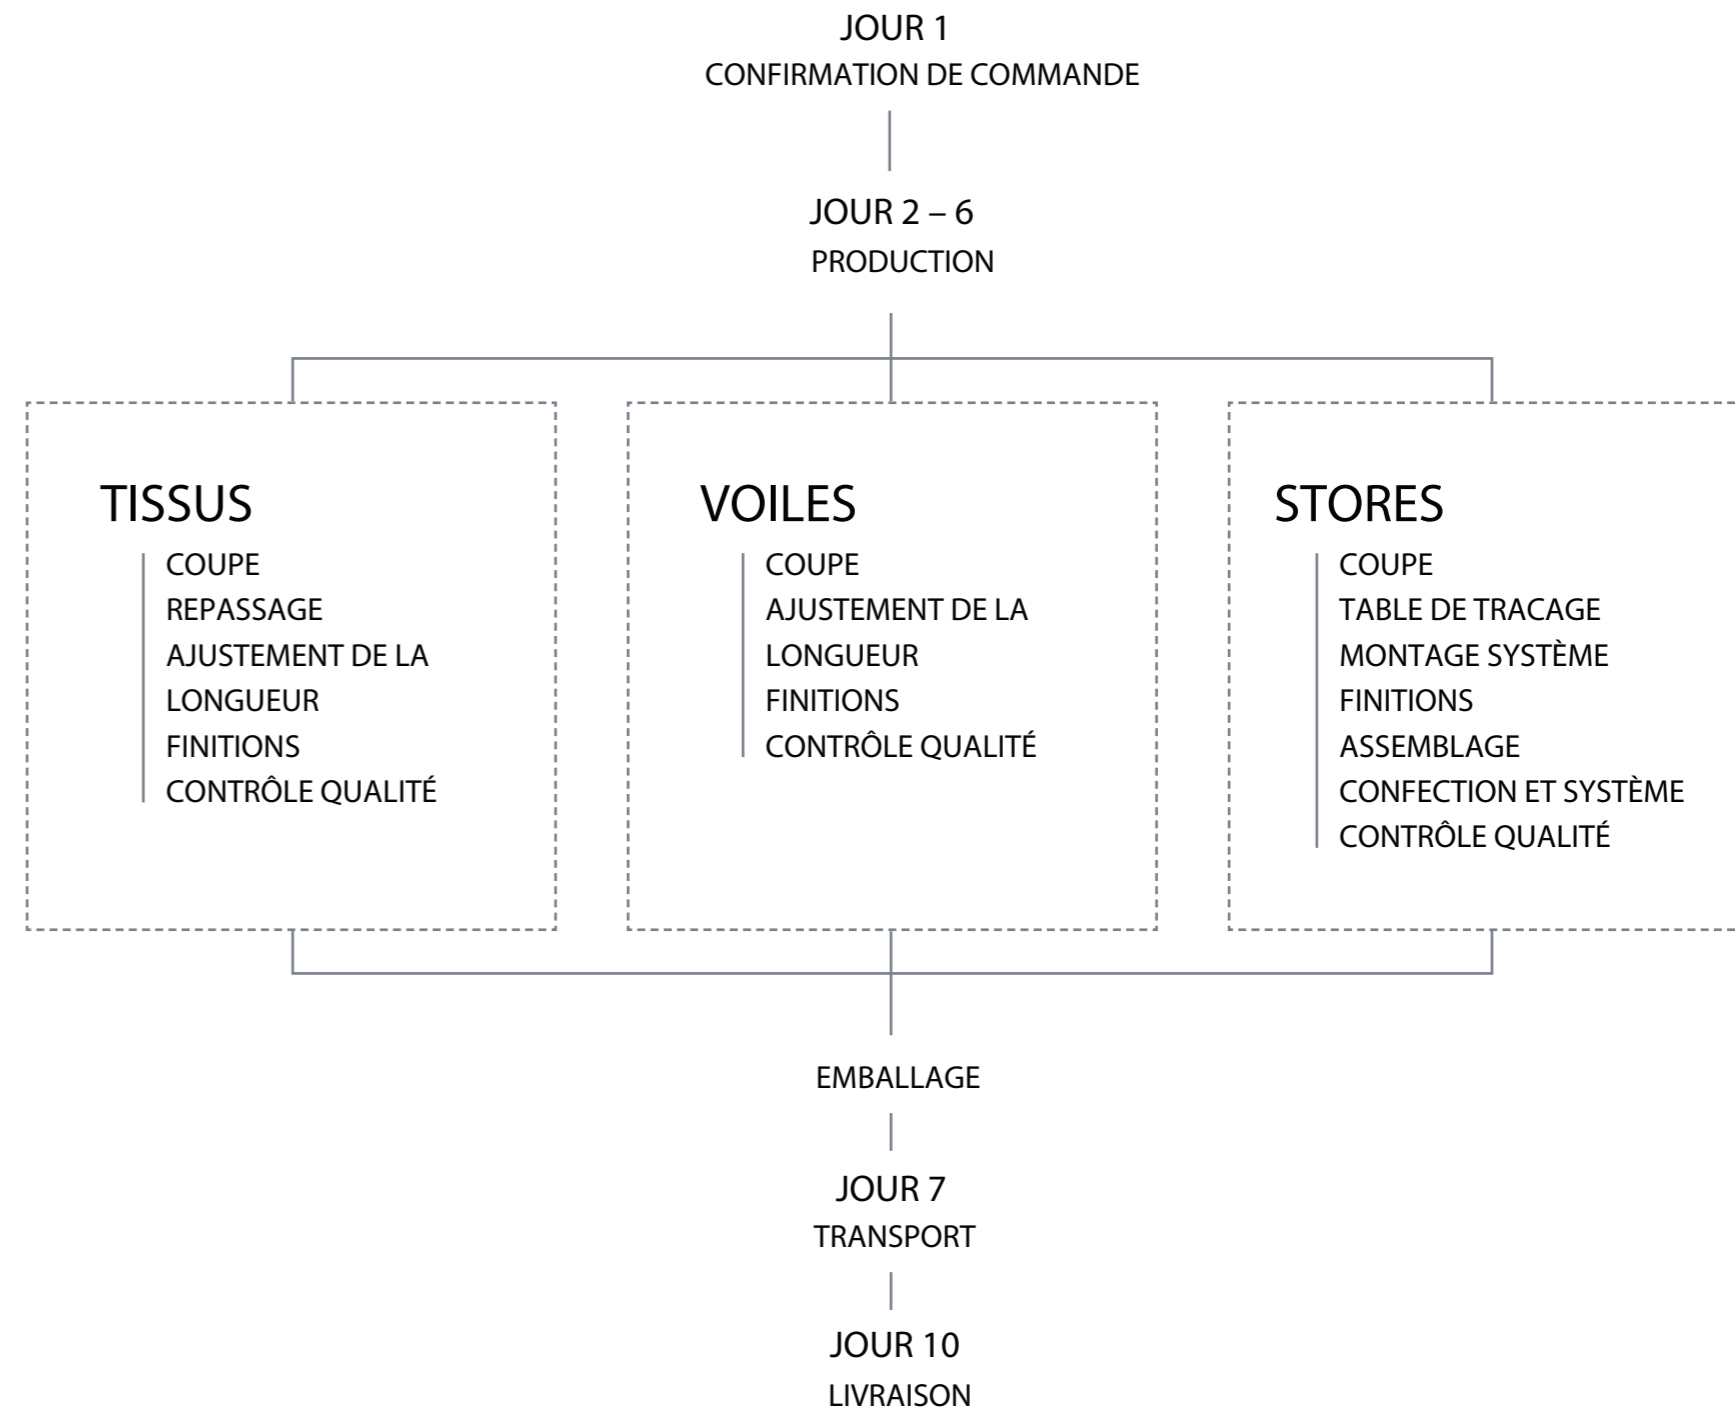 JOUR 1
CONFIRMATION DE COMMANDE
JOUR 2 – 6
PRODUCTION
TISSUS
COUPE
REPASSAGE
AJUSTEMENT DE LA
LONGUEUR
FINITIONS
CONTRÔLE QUALITÉ
VOILES
COUPE
AJUSTEMENT DE LA
LONGUEUR
FINITIONS
CONTRÔLE QUALITÉ
STORES
COUPE
TABLE DE TRACAGE
MONTAGE SYSTÈME
FINITIONS
ASSEMBLAGE
CONFECTION ET SYSTÈME
CONTRÔLE QUALITÉ
EMBALLAGE
JOUR 7
TRANSPORT
JOUR 10
LIVRAISON